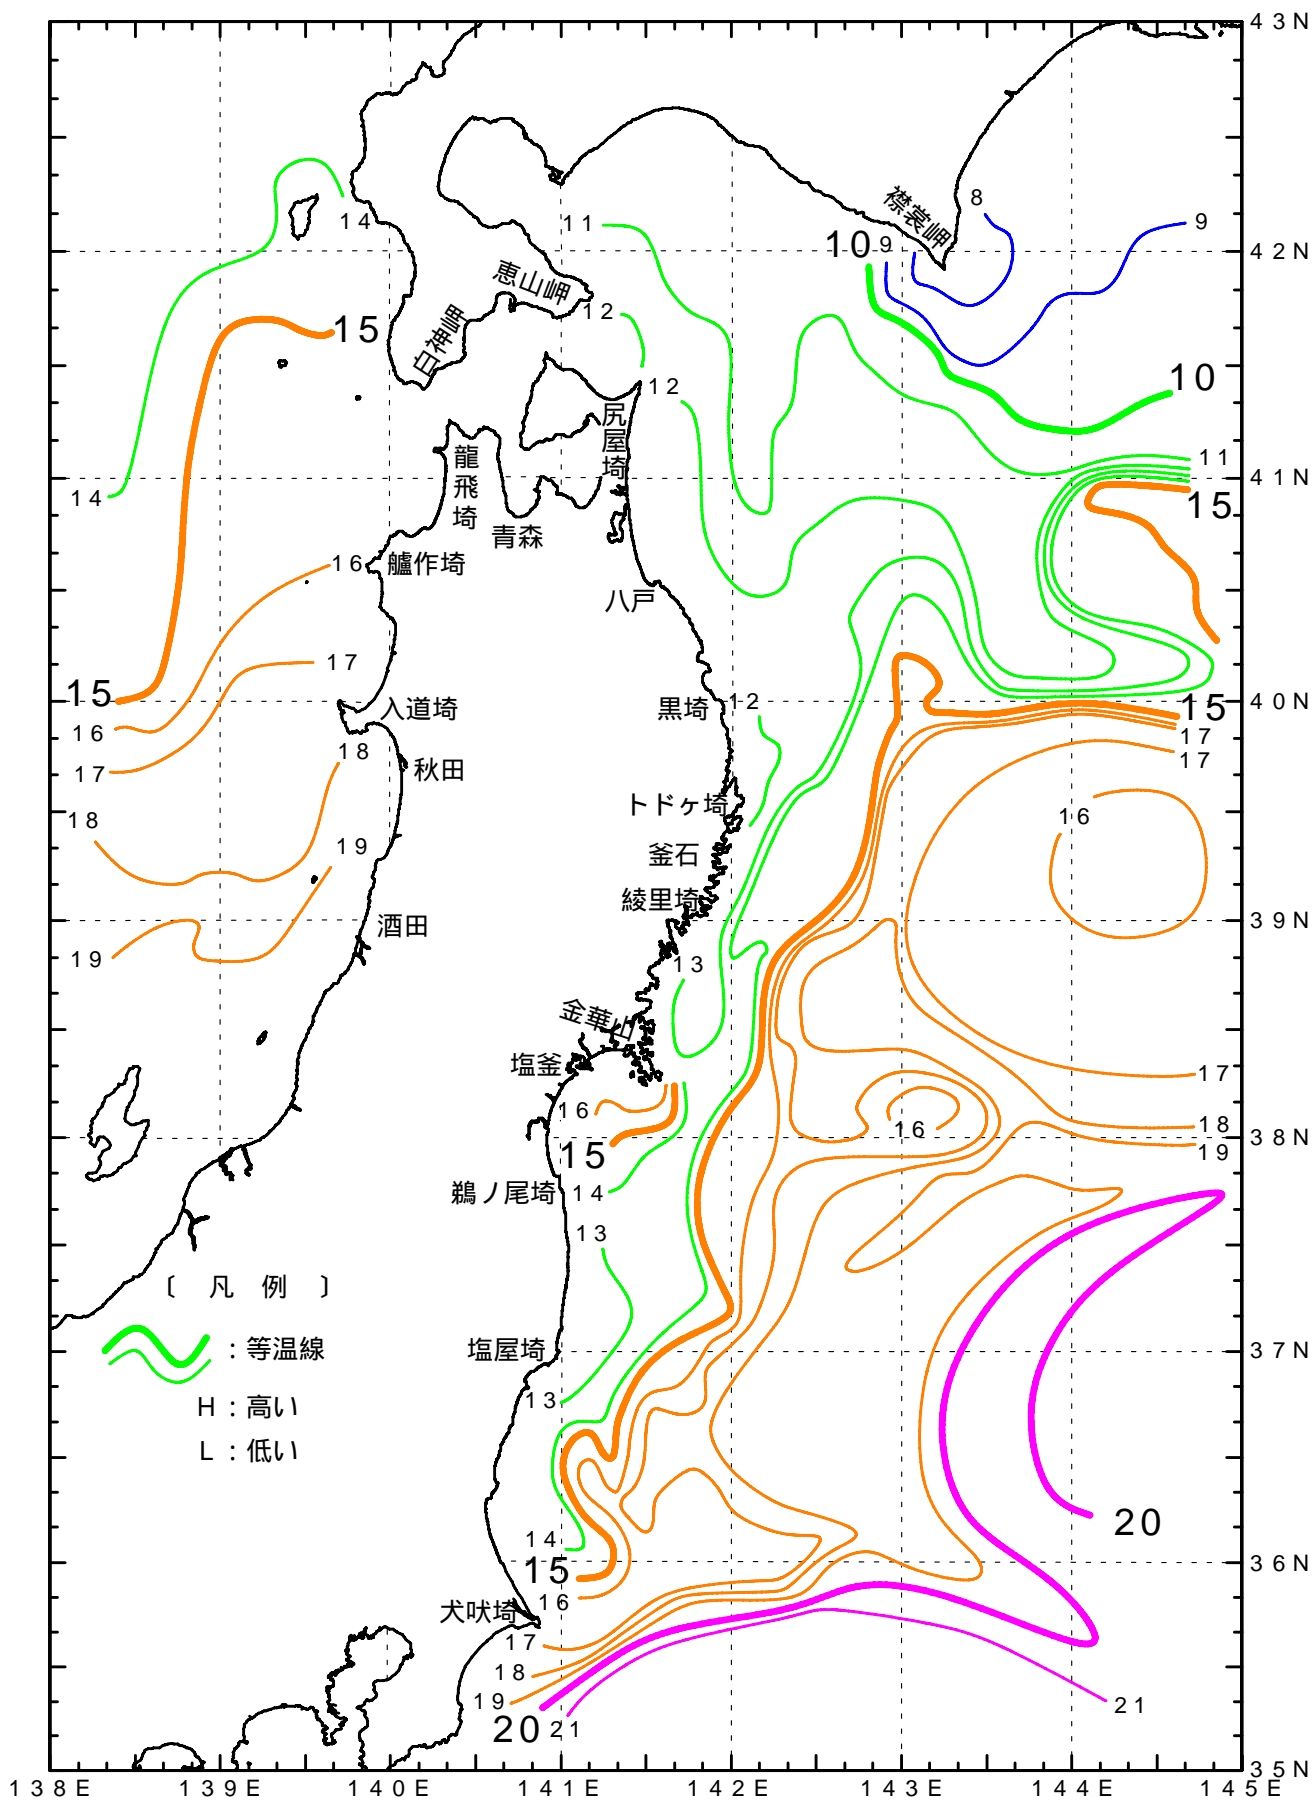 43N
8
襟裳岬
11
14
9
10
9
42N
恵山岬
12
15
白神岬
10
12
尻屋埼
龍飛埼
11
41N
14
15
青森
16
艫作埼
八戸
17
15
入道埼
黒埼
12
40N
15
16
18
17
17
17
秋田
トドヶ埼
18
16
19
釜石
綾里埼
39N
酒田
19
13
金華山
塩釜
17
16
16
18
38N
15
19
鵜ノ尾埼
14
13
〔 凡 例 〕
:等温線
塩屋埼
37N
13
H:高い
L:低い
20
14
15
36N
16
犬吠埼
17
18
19
20
21
21
35N
138E
139E
140E
141E
142E
143E
144E
145E